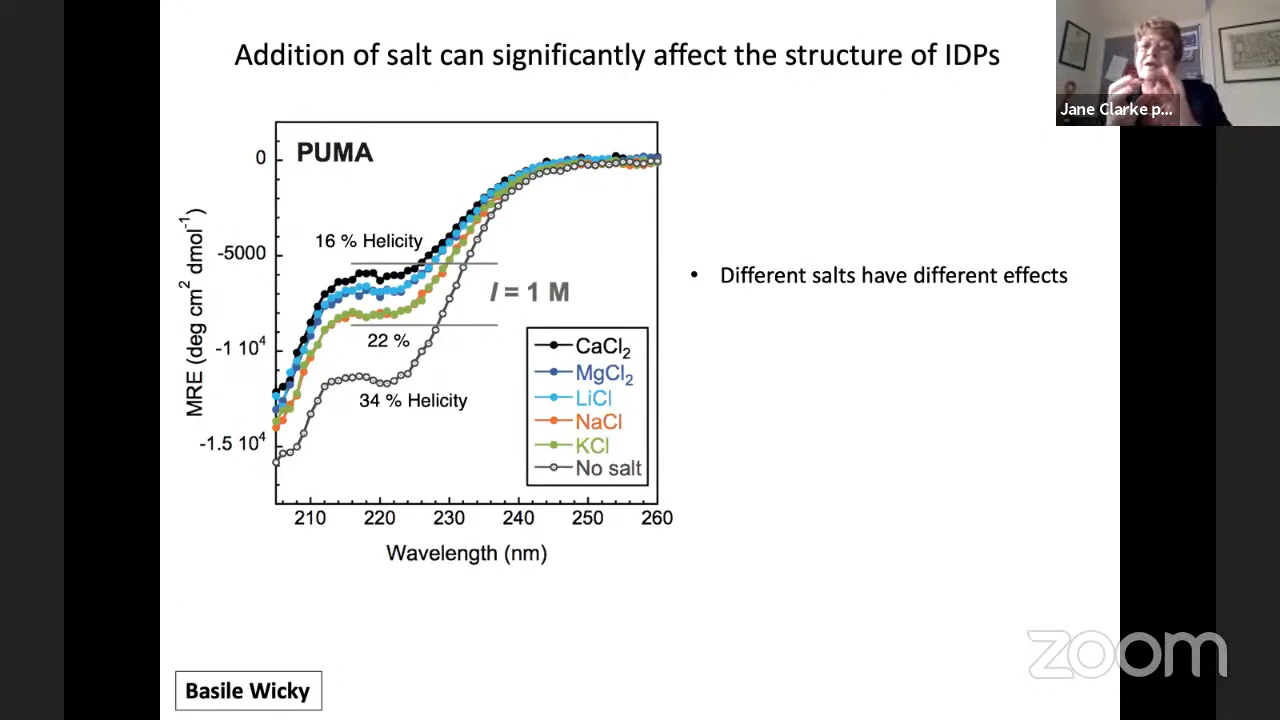 Addition of salt can significantly affect the structure of IDPs
Jane Clarke p...
PUMA
0
-5000
-1 10⁴
-1.5 10⁴
MRE (deg cm² dmol⁻¹)
16 % Helicity
I = 1 M
22 %
34 % Helicity
CaCl₂
MgCl₂
LiCl
NaCl
KCl
No salt
210 220 230 240 250 260
Wavelength (nm)
• Different salts have different effects
Basile Wicky
zoom